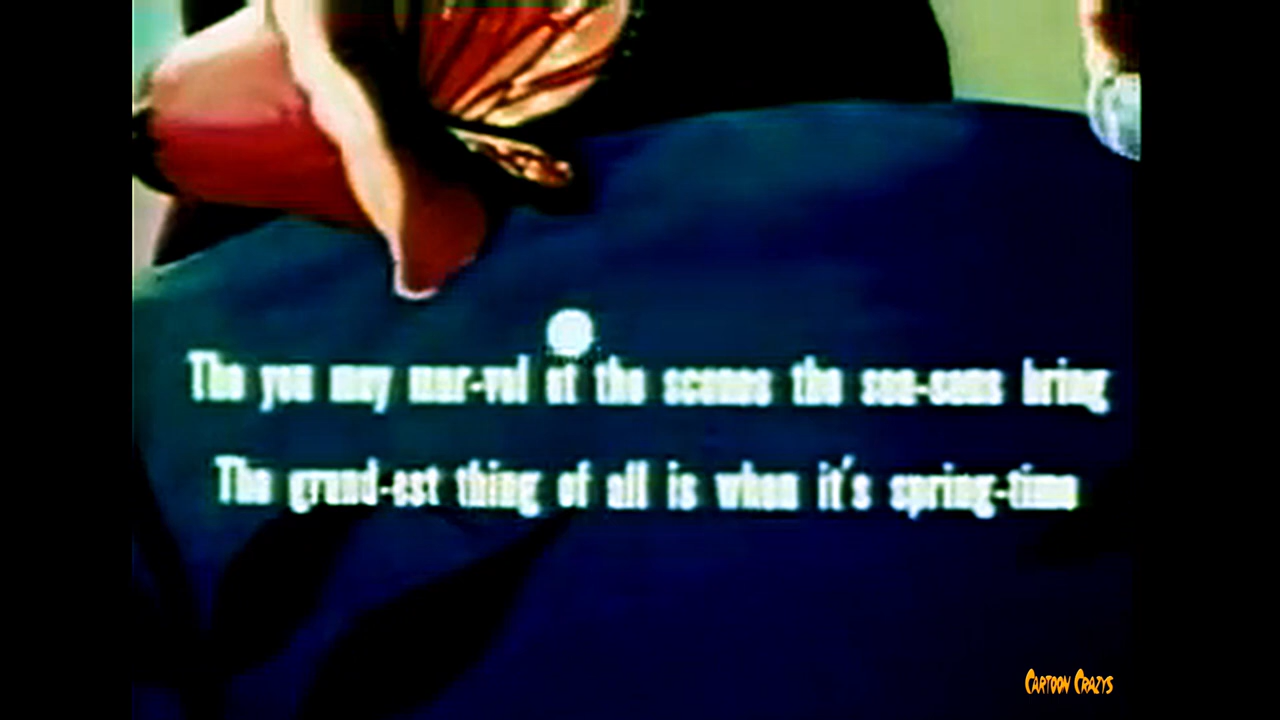 Tho you may mar-vel at the scenes the sea-sons bring
The grand-est thing of all is when it's spring-time
CARTOON CRAZYS